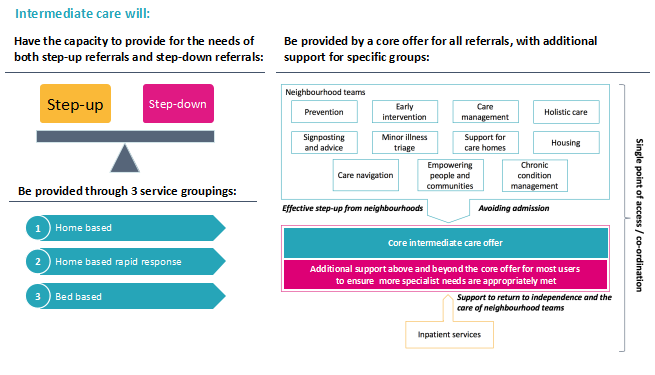 Intermediate care will:
Have the capacity to provide for the needs of
both step-up referrals and step-down referrals:
Step-up
Step-down
Be provided through 3 service groupings:
1 Home based
2 Home based rapid response
3 Bed based
Be provided by a core offer for all referrals, with additional
support for specific groups:
Neighbourhood teams
Prevention
Early
intervention
Care
management
Holistic care
Signposting
and advice
Minor illness
triage
Support for
care homes
Housing
Care navigation
Empowering
people and
communities
Chronic
condition
management
Effective step-up from neighbourhoods
Avoiding admission
Core intermediate care offer
Additional support above and beyond the core offer for most users
to ensure more specialist needs are appropriately met
Support to return to independence and the
care of neighbourhood teams
Inpatient services
Single point of access / co-ordination